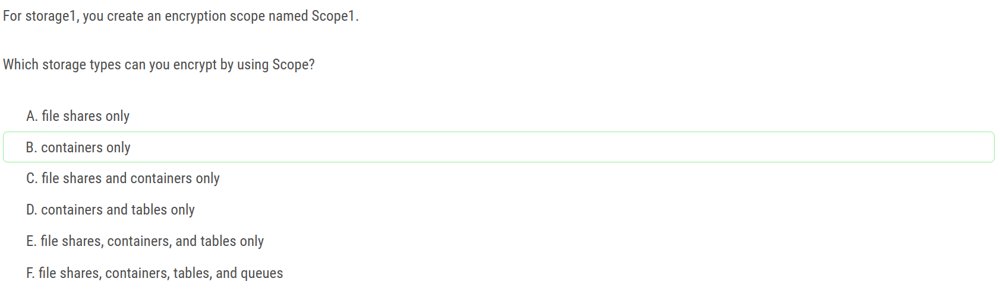 For storage1, you create an encryption scope named Scope1.
Which storage types can you encrypt by using Scope?
A. file shares only
B. containers only
C. file shares and containers only
D. containers and tables only
E. file shares, containers, and tables only
F. file shares, containers, tables, and queues